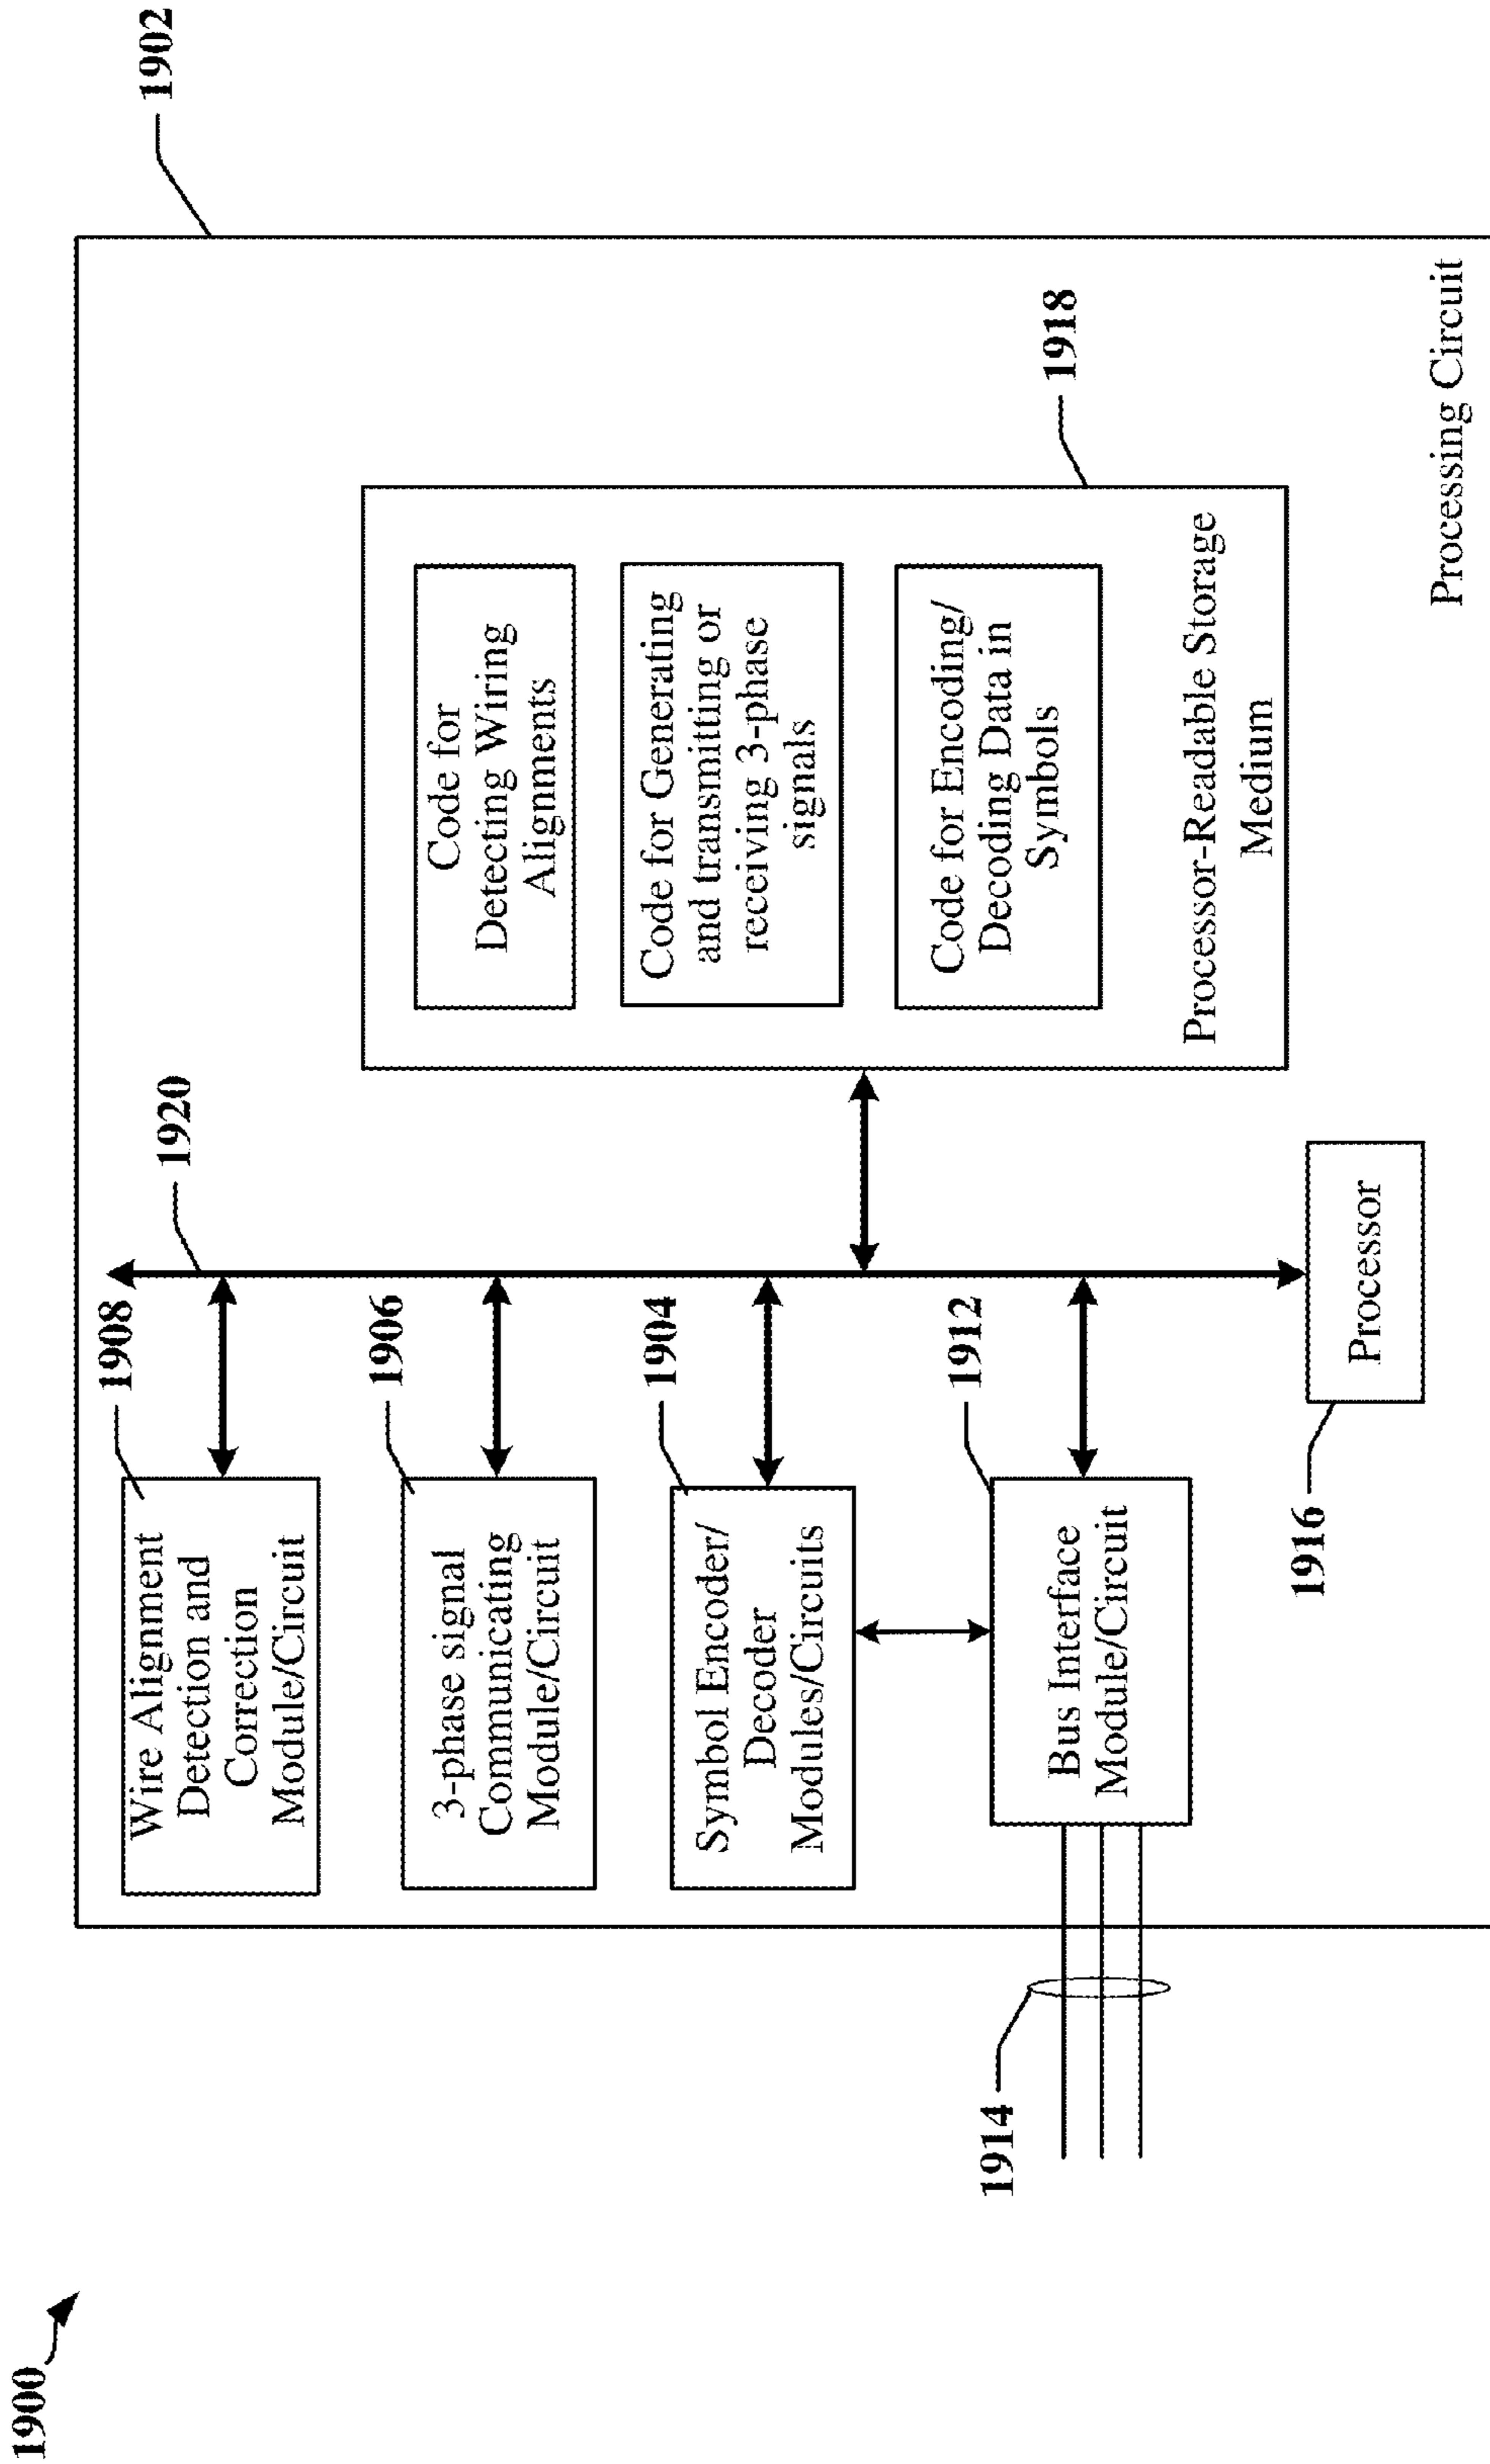 1900
1902
1908
Wire Alignment
Detection and
Correction
Module/Circuit
1920
1906
3-phase signal
Communicating
Module/Circuit
1904
Symbol Encoder/
Decoder
Modules/Circuits
1912
Bus Interface
Module/Circuit
1914
1916
Processor
1918
Code for
Detecting Wiring
Alignments
Code for Generating
and transmitting or
receiving 3-phase
signals
Code for Encoding/
Decoding Data in
Symbols
Processor-Readable Storage
Medium
Processing Circuit